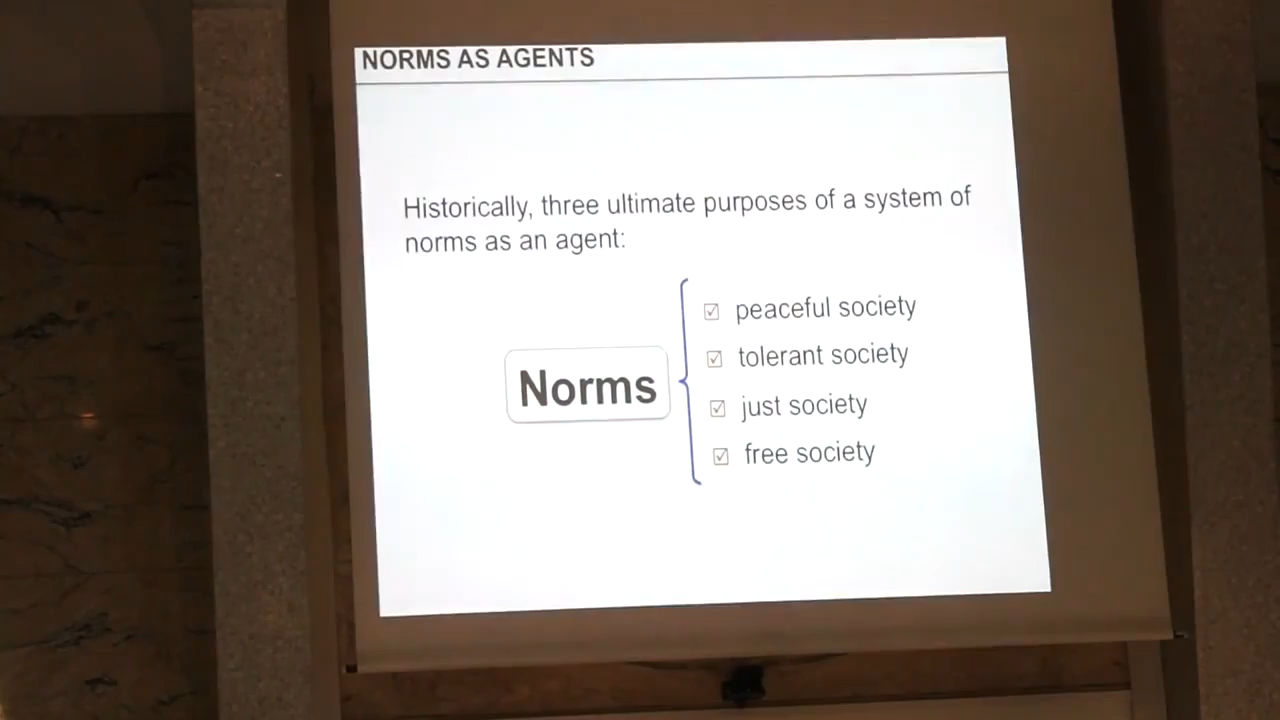 NORMS AS AGENTS
Historically, three ultimate purposes of a system of
norms as an agent:
Norms
peaceful society
tolerant society
just society
free society